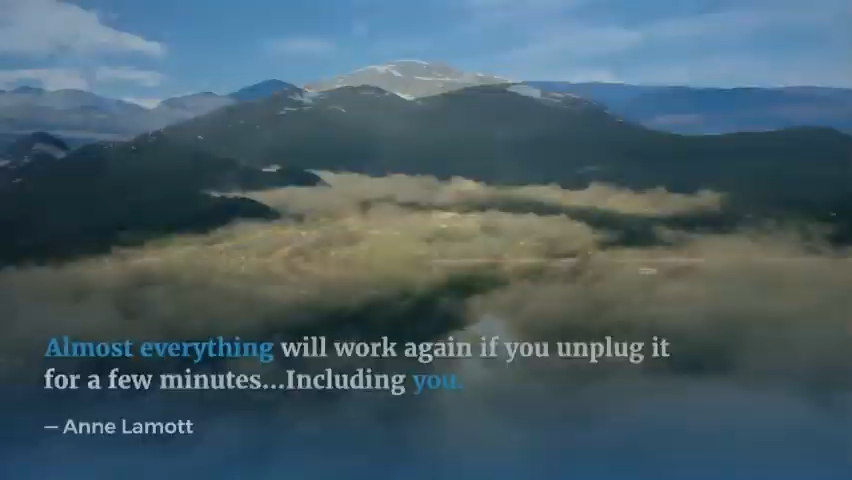 Almost everything will work again if you unplug it
for a few minutes...Including you.
— Anne Lamott